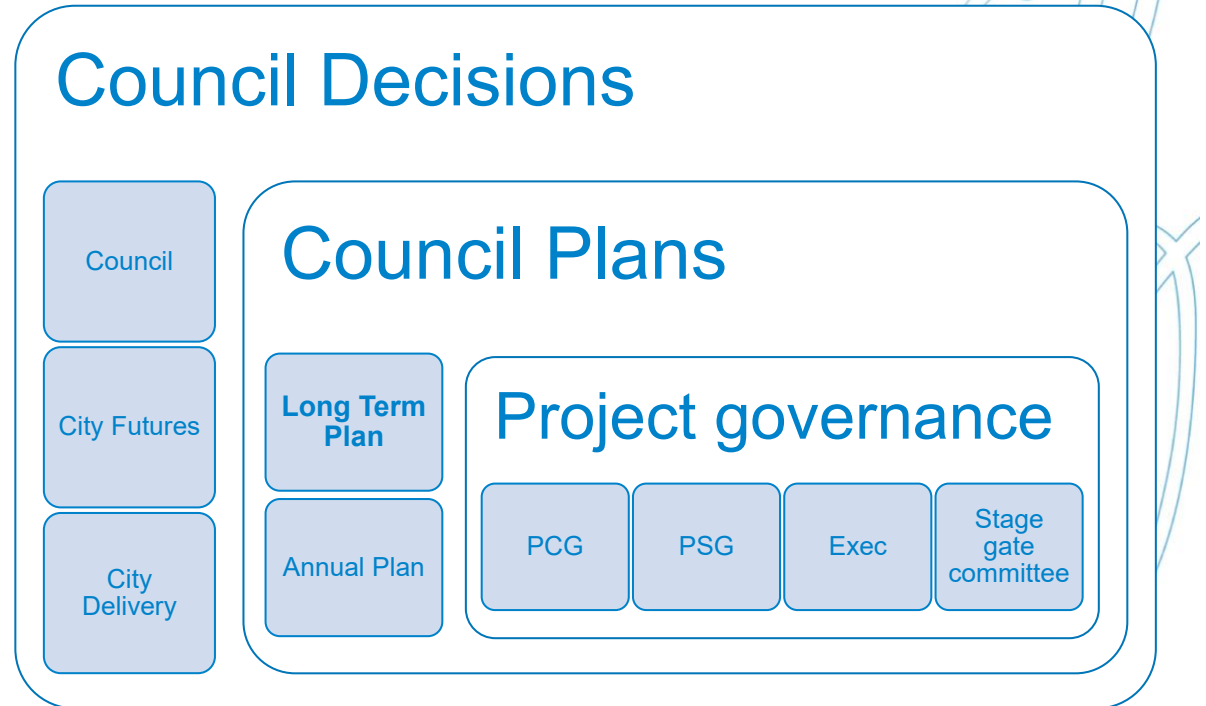 Council Decisions
Council
City Futures
City
Delivery
Council Plans
Long Term
Plan
Annual Plan
Project governance
PCG
PSG
Exec
Stage
gate
committee